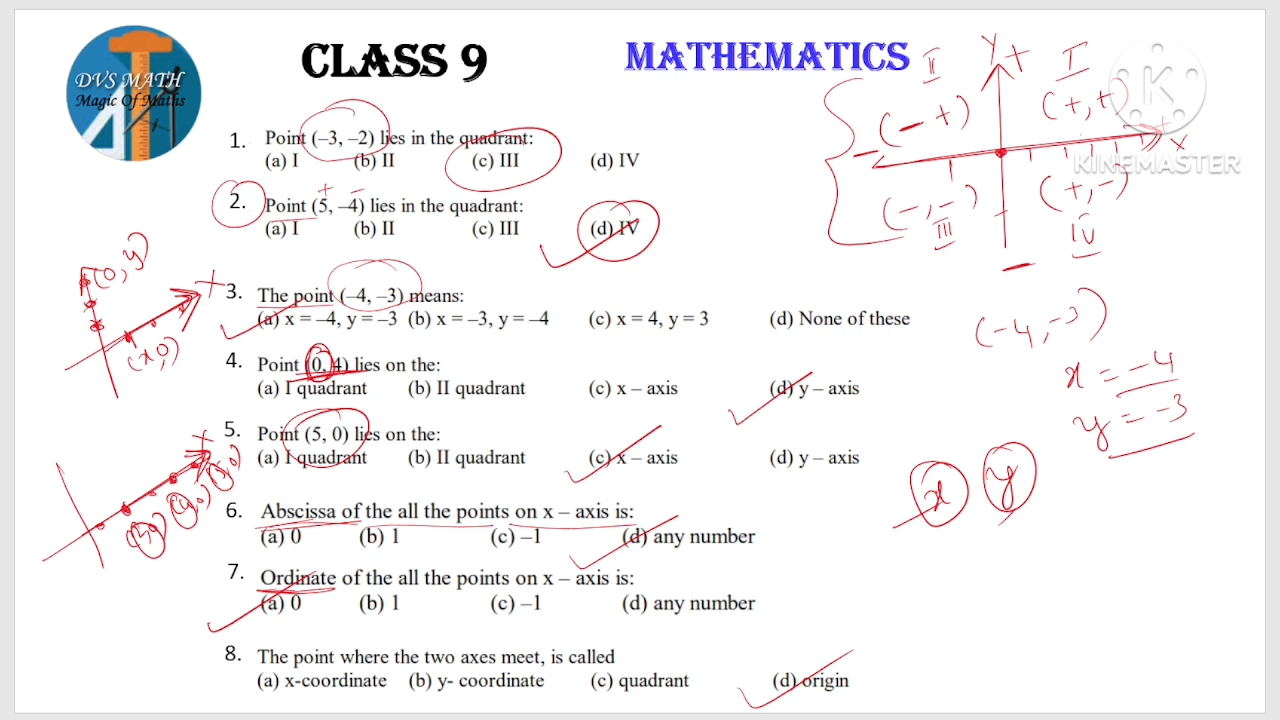 DVS MATH
Magic Of Maths
CLASS 9
MATHEMATICS
KINEMASTER
1. Point (–3, –2) lies in the quadrant:
(a) I (b) II (c) III (d) IV
+ –
2. Point (5, –4) lies in the quadrant:
(a) I (b) II (c) III (d) IV
3. The point (–4, –3) means:
(a) x = –4, y = –3 (b) x = –3, y = –4 (c) x = 4, y = 3 (d) None of these
4. Point (0, 4) lies on the:
(a) I quadrant (b) II quadrant (c) x – axis (d) y – axis
5. Point (5, 0) lies on the:
(a) I quadrant (b) II quadrant (c) x – axis (d) y – axis
6. Abscissa of the all the points on x – axis is:
(a) 0 (b) 1 (c) –1 (d) any number
7. Ordinate of the all the points on x – axis is:
(a) 0 (b) 1 (c) –1 (d) any number
8. The point where the two axes meet, is called
(a) x-coordinate (b) y- coordinate (c) quadrant (d) origin
II Y + I
(– +) (+, +)
– + X
(–, –) (+, –)
III IV
–
(–4, –3)
x = –4
y = –3
x y
(0, y)
X
(x, 0)
X